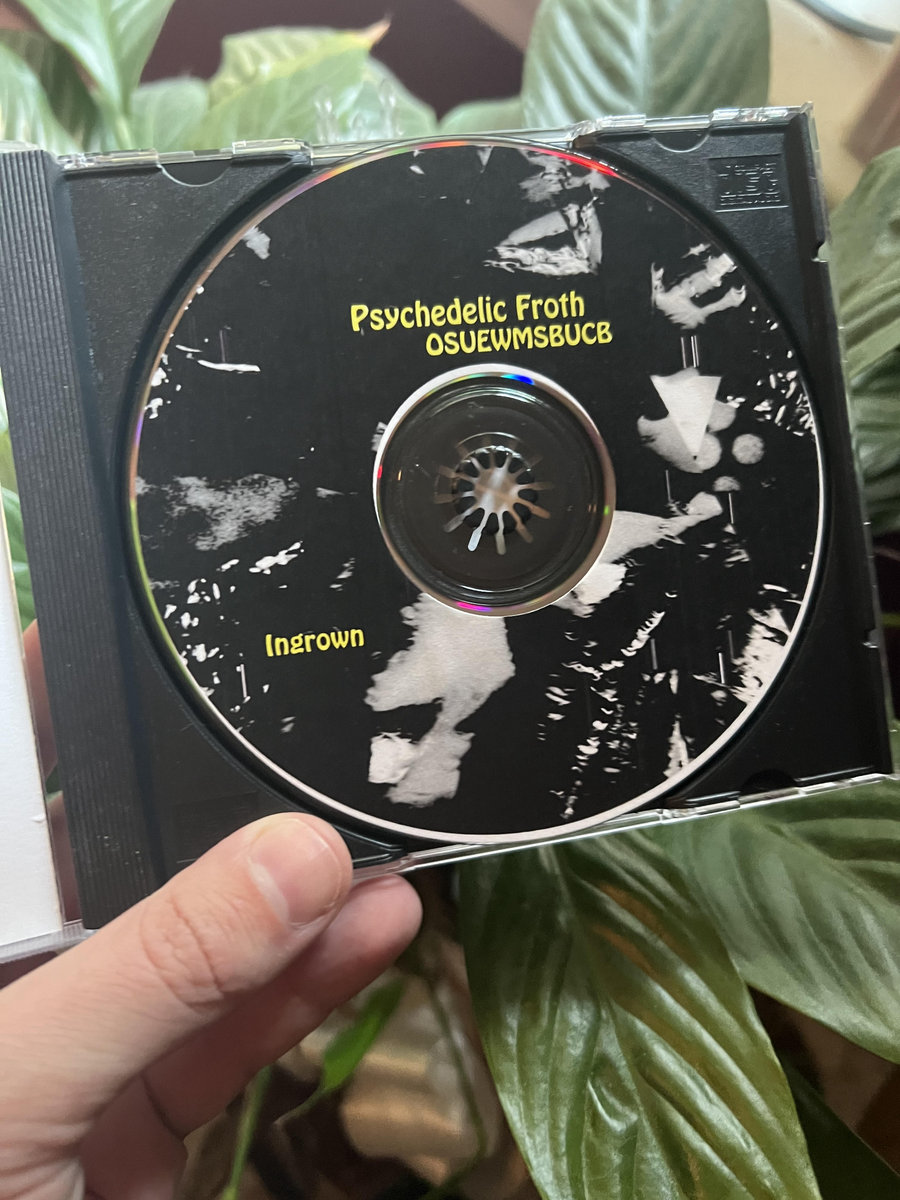 Psychedelic Froth
OSUEWMSBUCB
Ingrown